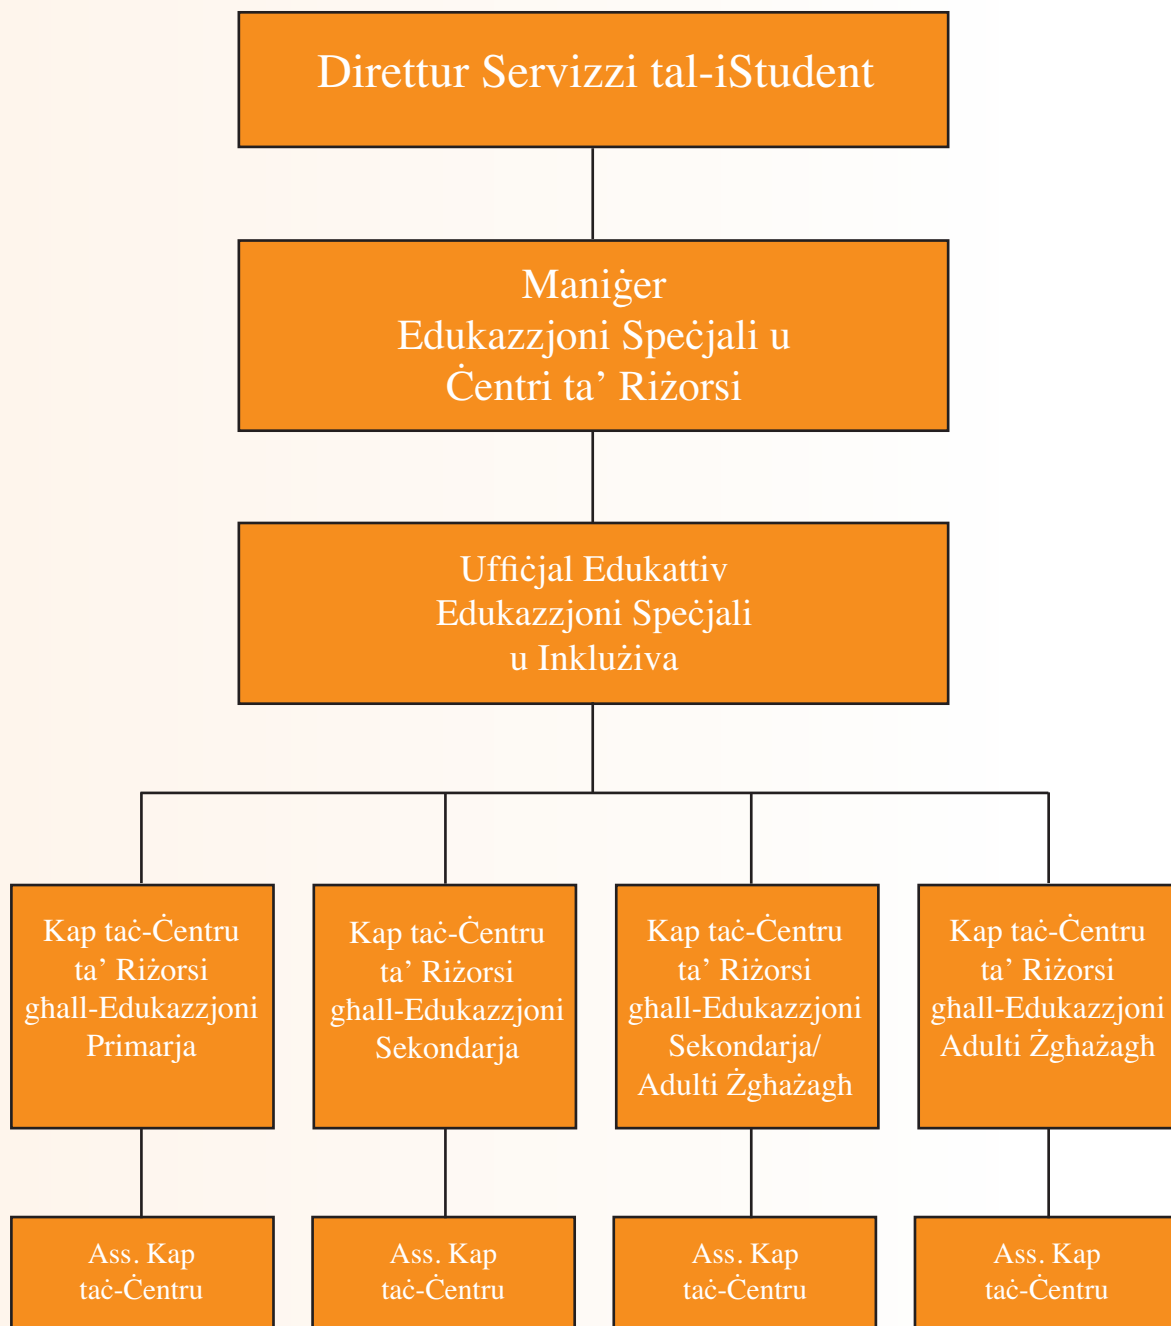 Direttur Servizzi tal-iStudent
Maniġer
Edukazzjoni Speċjali u
Ċentri ta’ Riżorsi
Uffiċjal Edukattiv
Edukazzjoni Speċjali
u Inklużiva
Kap taċ-Ċentru
ta’ Riżorsi
għall-Edukazzjoni
Primarja
Kap taċ-Ċentru
ta’ Riżorsi
għall-Edukazzjoni
Sekondarja
Kap taċ-Ċentru
ta’ Riżorsi
għall-Edukazzjoni
Sekondarja/
Adulti Żgħażagħ
Kap taċ-Ċentru
ta’ Riżorsi
għall-Edukazzjoni
Adulti Żgħażagħ
Ass. Kap
taċ-Ċentru
Ass. Kap
taċ-Ċentru
Ass. Kap
taċ-Ċentru
Ass. Kap
taċ-Ċentru